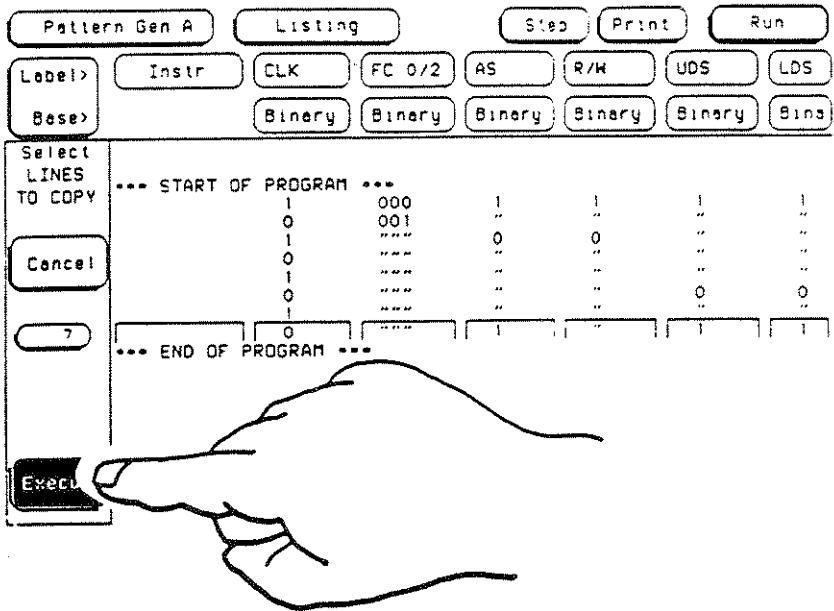 Pattern Gen A Listing Step Print Run
Label> Instr CLK FC 0/2 AS R/W UDS LDS
Base> Binary Binary Binary Binary Binary Bina
Select
LINES
TO COPY
*** START OF PROGRAM ***
1 000 1 1 1 1
0 001 " " " "
1 """ 0 0 " "
Cancel
0 """ " " " "
1 """ " " " "
0 """ " " 0 0
1 """ " " " "
7
0 """ 1 " 1 1
*** END OF PROGRAM ***
Execu